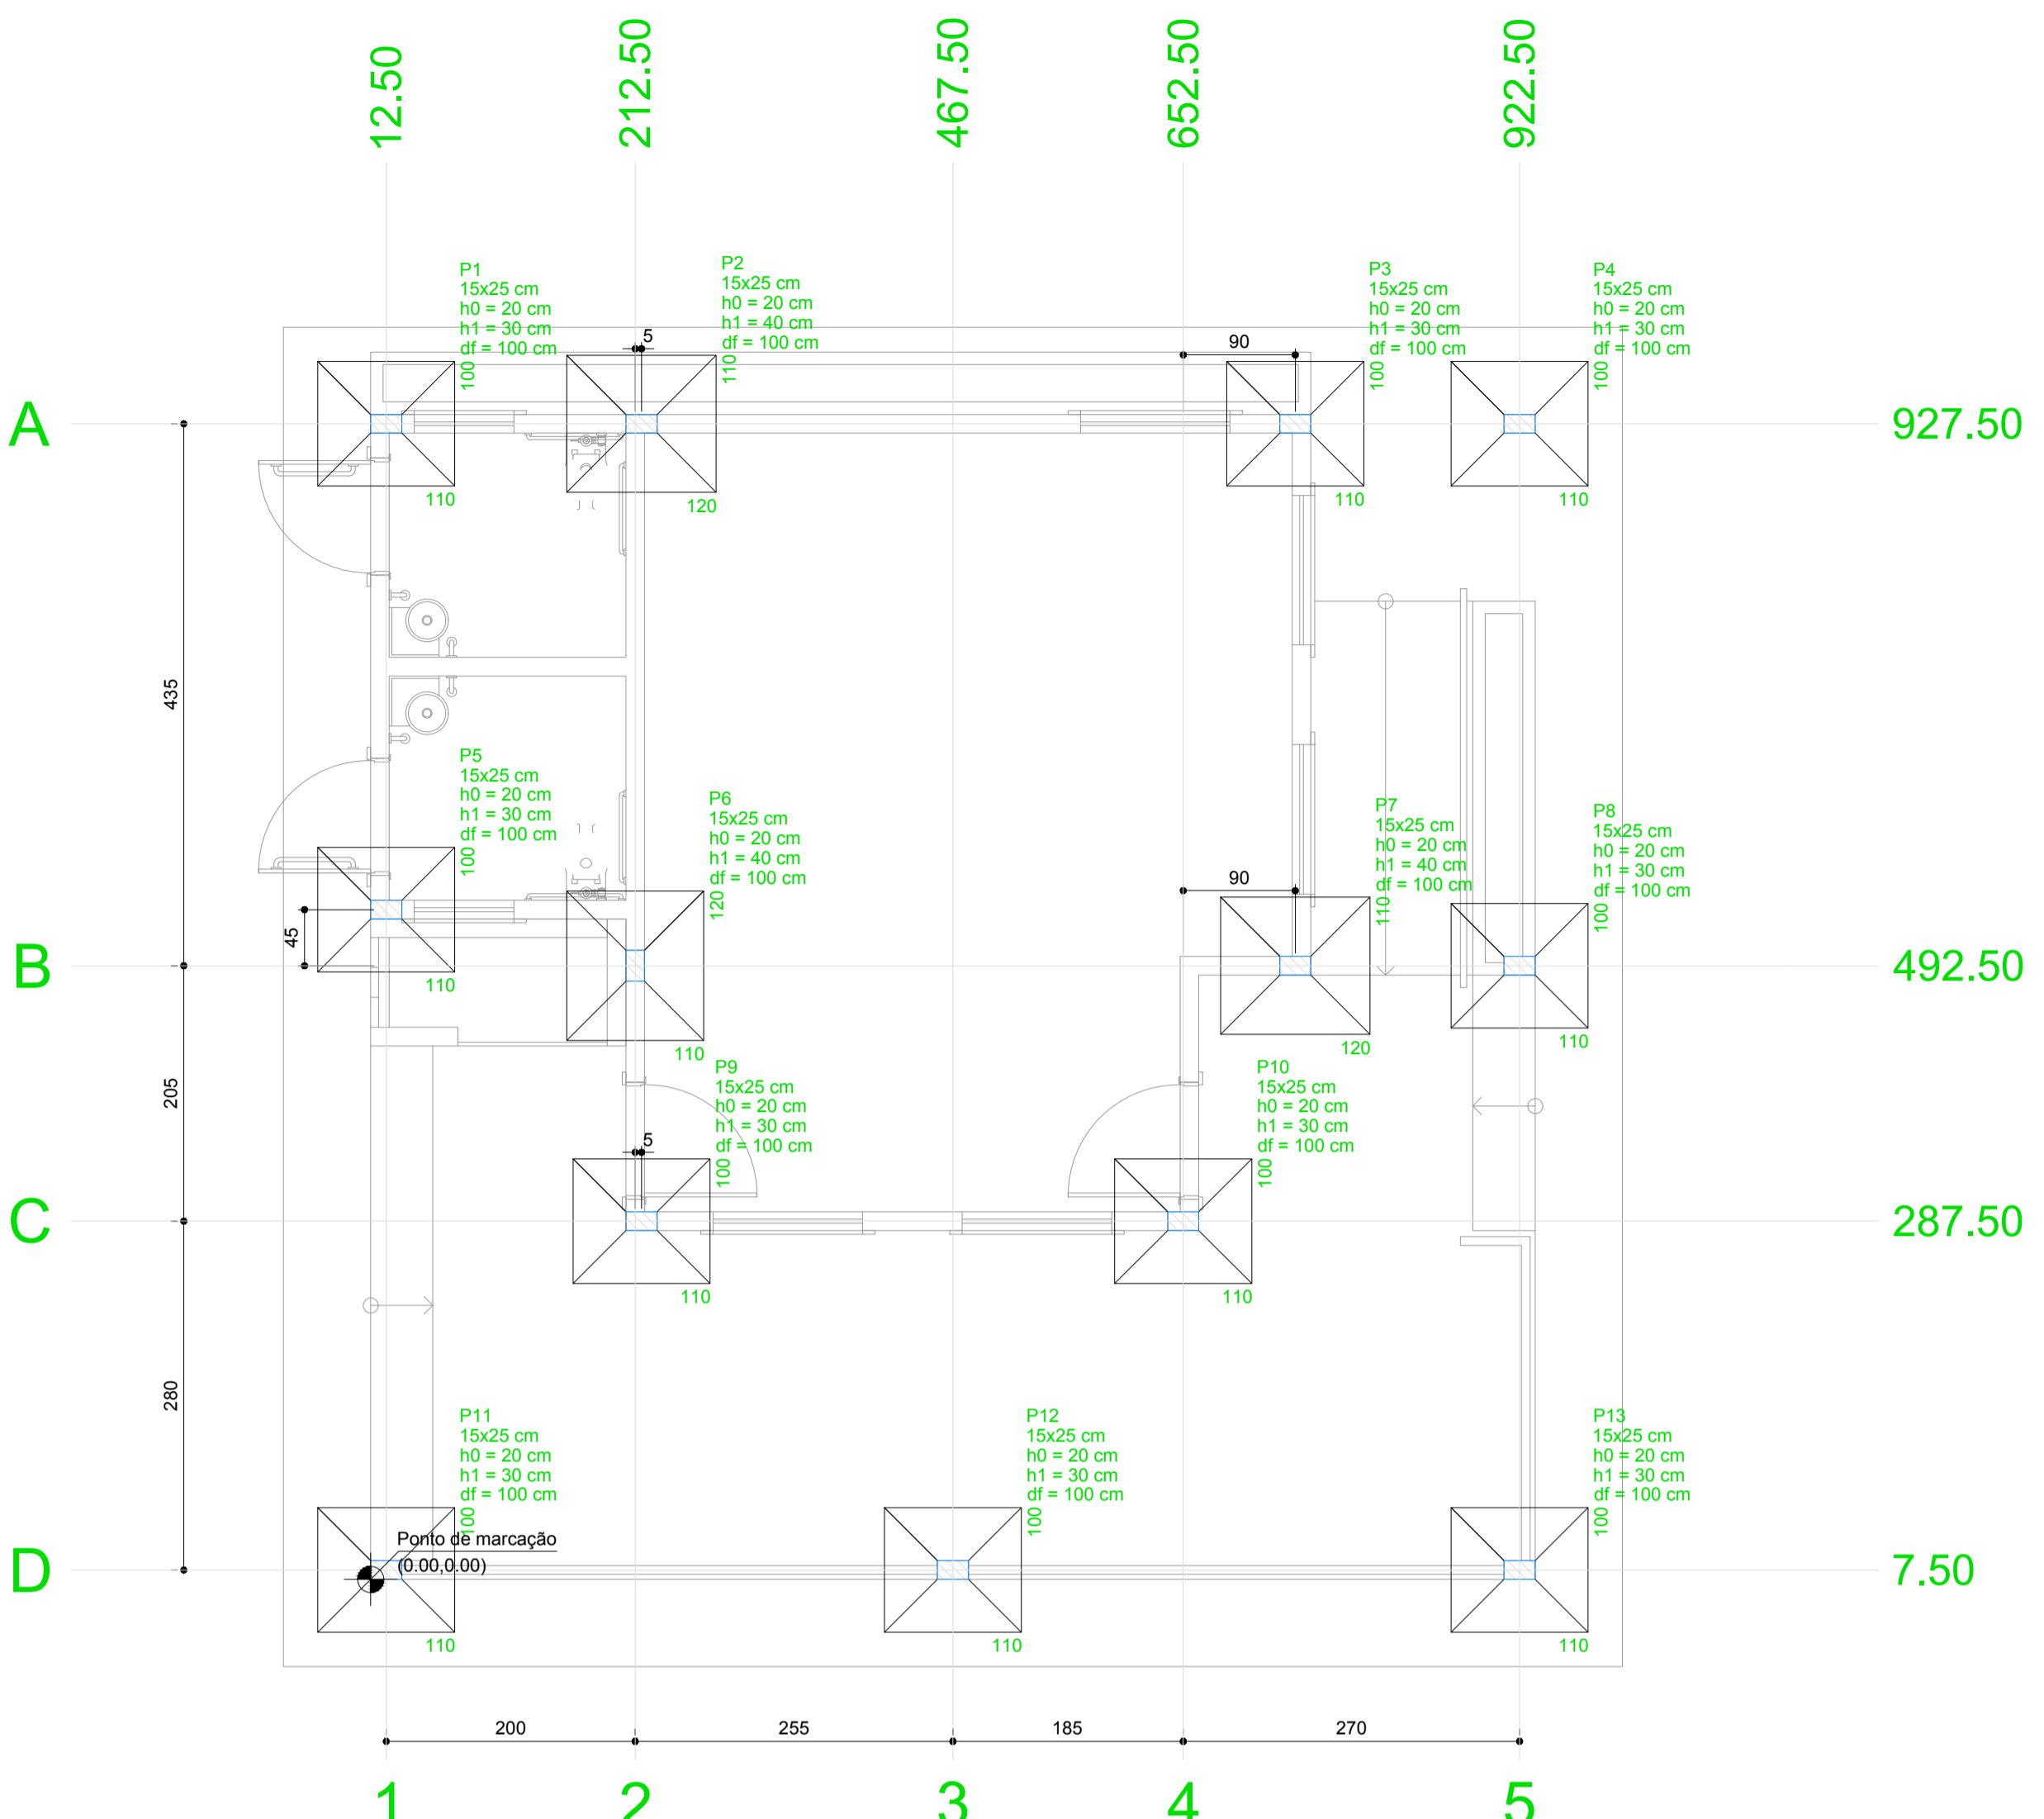 12.50
212.50
467.50
652.50
922.50
P1
15x25 cm
h0 = 20 cm
h1 = 30 cm
df = 100 cm
100
110
P2
15x25 cm
h0 = 20 cm
h1 = 40 cm
df = 100 cm
110
120
5
90
P3
15x25 cm
h0 = 20 cm
h1 = 30 cm
df = 100 cm
100
110
P4
15x25 cm
h0 = 20 cm
h1 = 30 cm
df = 100 cm
100
110
A
927.50
435
P5
15x25 cm
h0 = 20 cm
h1 = 30 cm
df = 100 cm
100
110
45
P6
15x25 cm
h0 = 20 cm
h1 = 40 cm
df = 100 cm
120
110
90
P7
15x25 cm
h0 = 20 cm
h1 = 40 cm
df = 100 cm
110
120
P8
15x25 cm
h0 = 20 cm
h1 = 30 cm
df = 100 cm
100
110
B
492.50
205
P9
15x25 cm
h0 = 20 cm
h1 = 30 cm
df = 100 cm
100
110
5
P10
15x25 cm
h0 = 20 cm
h1 = 30 cm
df = 100 cm
100
110
C
287.50
280
P11
15x25 cm
h0 = 20 cm
h1 = 30 cm
df = 100 cm
100
110
Ponto de marcação
(0.00,0.00)
P12
15x25 cm
h0 = 20 cm
h1 = 30 cm
df = 100 cm
100
110
P13
15x25 cm
h0 = 20 cm
h1 = 30 cm
df = 100 cm
100
110
D
7.50
200
255
185
270
1
2
3
4
5